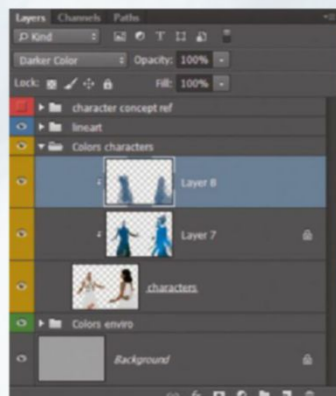 Layers Channels Paths
Kind
Darker Color Opacity: 100%
Lock: Fill: 100%
character concept ref
lineart
Colors characters
Layer 8
Layer 7
characters
Colors enviro
Background